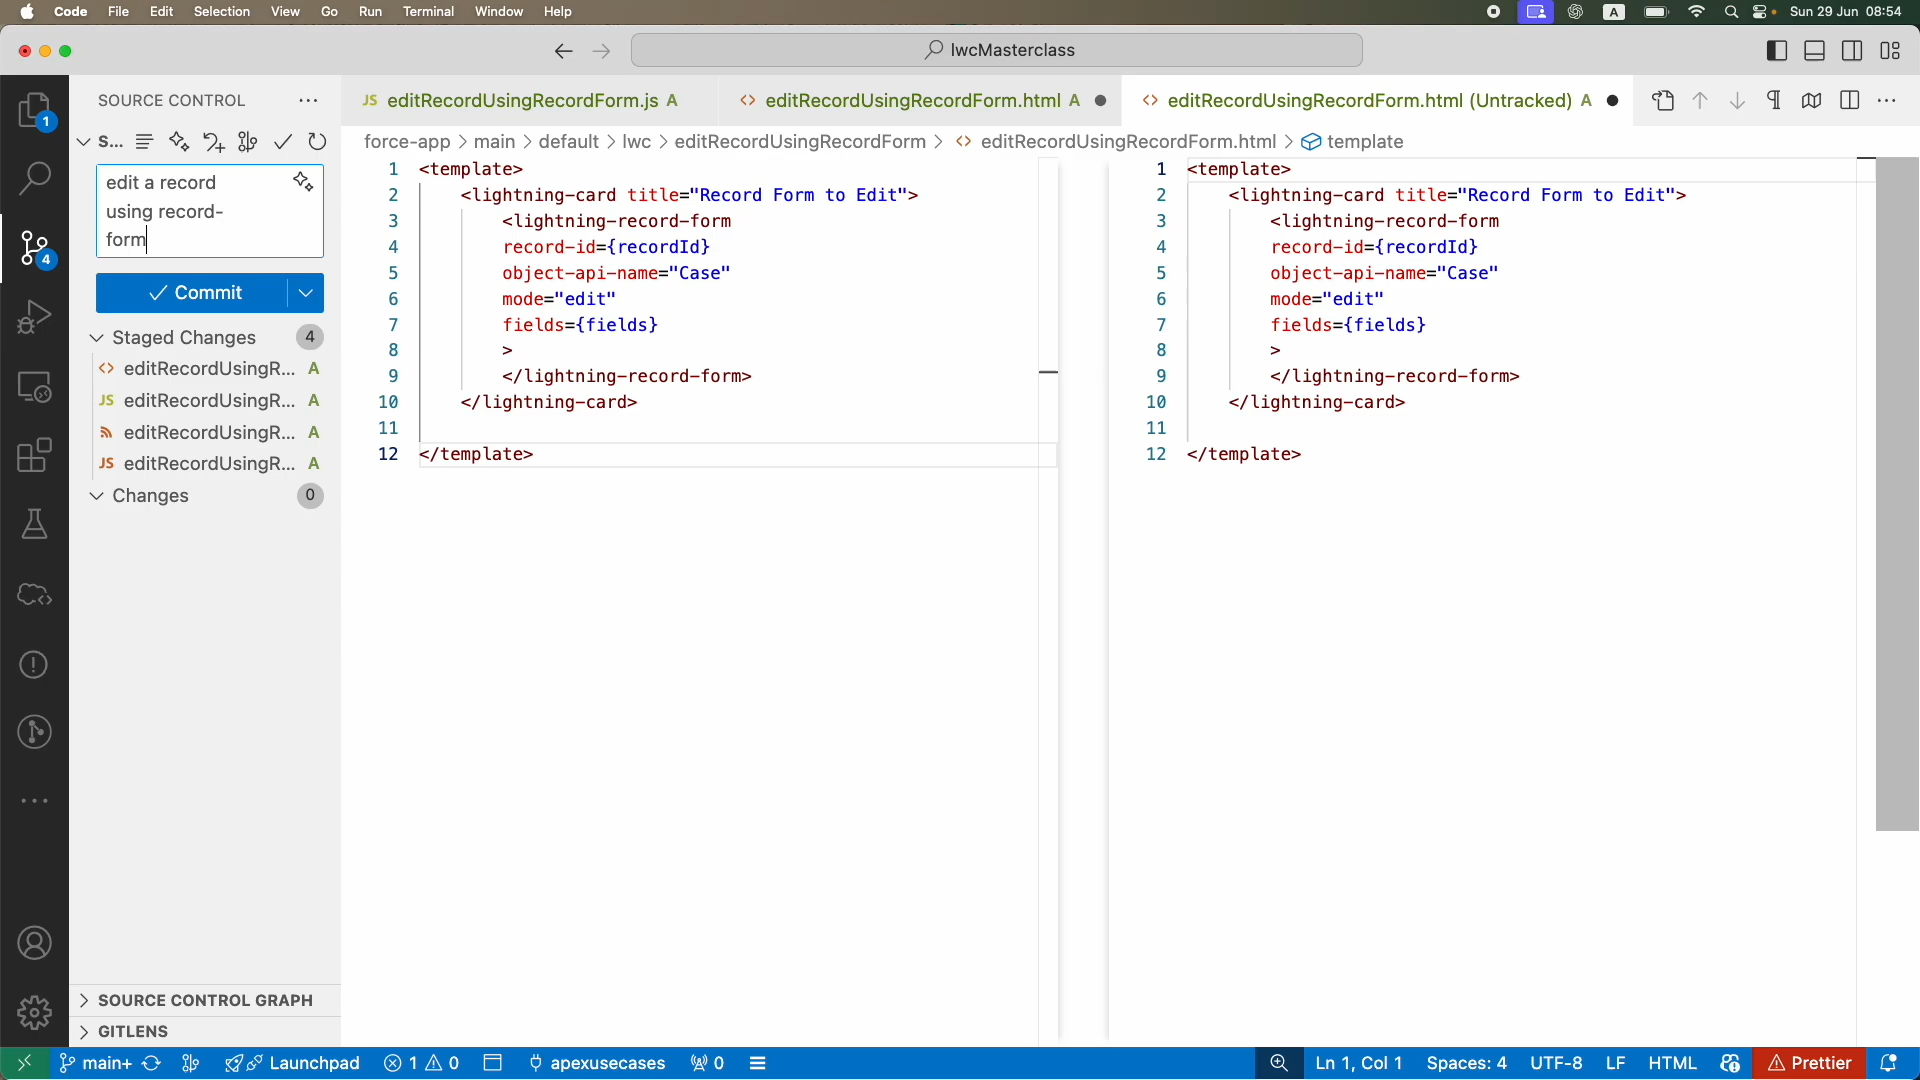 Code File Edit Selection View Go Run Terminal Window Help
A Sun 29 Jun 08:54
lwcMasterclass
SOURCE CONTROL
JS editRecordUsingRecordForm.js A
<> editRecordUsingRecordForm.html A
<> editRecordUsingRecordForm.html (Untracked) A
1
S...
force-app > main > default > lwc > editRecordUsingRecordForm > <> editRecordUsingRecordForm.html > template
edit a record
using record-
form
Commit
4
Staged Changes 4
<> editRecordUsingR... A
JS editRecordUsingR... A
editRecordUsingR... A
JS editRecordUsingR... A
Changes 0
SOURCE CONTROL GRAPH
GITLENS
1 <template>
2 <lightning-card title="Record Form to Edit">
3 <lightning-record-form
4 record-id={recordId}
5 object-api-name="Case"
6 mode="edit"
7 fields={fields}
8 >
9 </lightning-record-form>
10 </lightning-card>
11
12 </template>
1 <template>
2 <lightning-card title="Record Form to Edit">
3 <lightning-record-form
4 record-id={recordId}
5 object-api-name="Case"
6 mode="edit"
7 fields={fields}
8 >
9 </lightning-record-form>
10 </lightning-card>
11
12 </template>
main+ Launchpad 1 0 apexusecases 0
Ln 1, Col 1 Spaces: 4 UTF-8 LF HTML Prettier